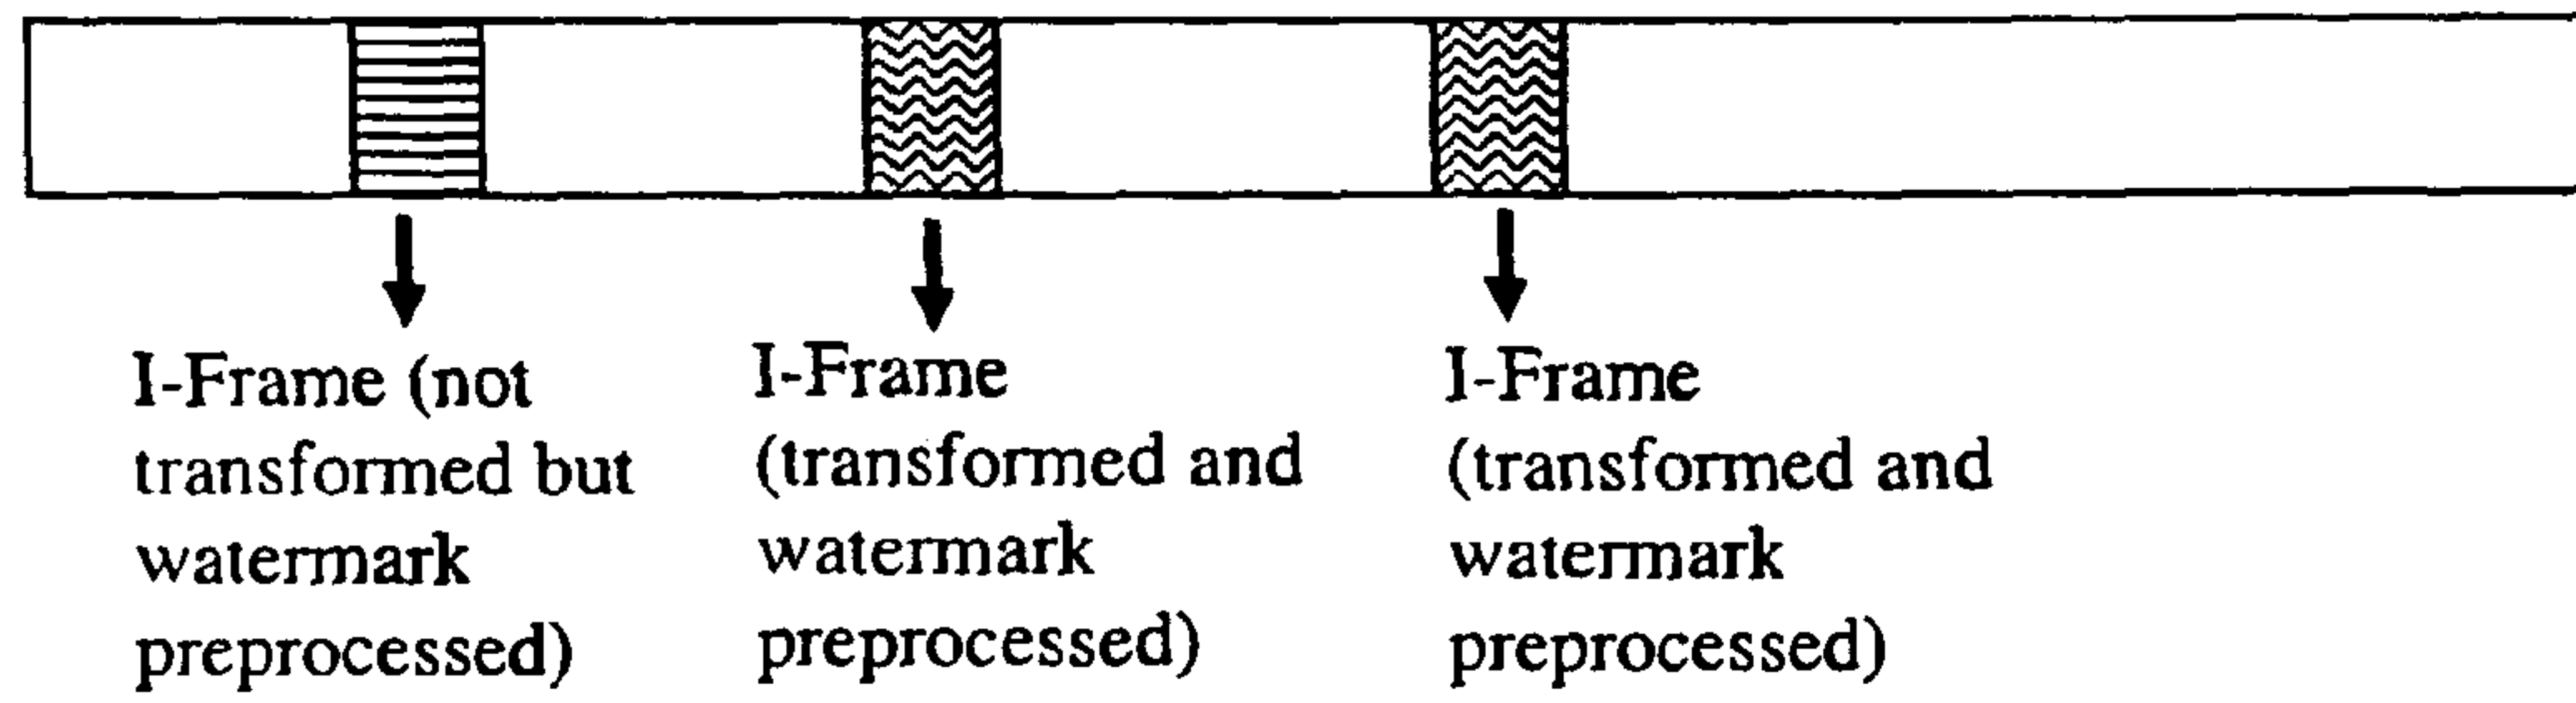 I-Frame (not
transformed but
watermark
preprocessed)
I-Frame
(transformed and
watermark
preprocessed)
I-Frame
(transformed and
watermark
preprocessed)